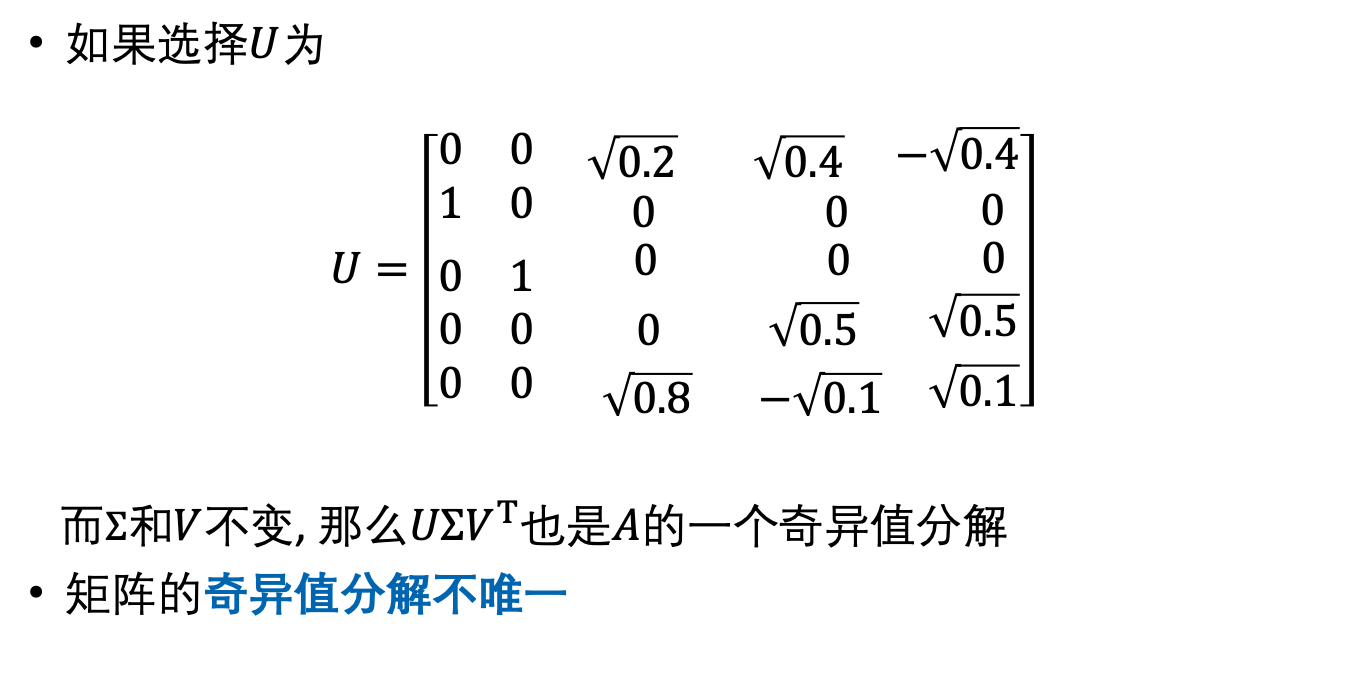 • 如果选择U为
0 0 √0.2 √0.4 −√0.4
1 0 0 0 0
U = 0 1 0 0 0
0 0 0 √0.5 √0.5
0 0 √0.8 −√0.1 √0.1
而Σ和V不变, 那么UΣVᵀ也是A的一个奇异值分解
• 矩阵的奇异值分解不唯一